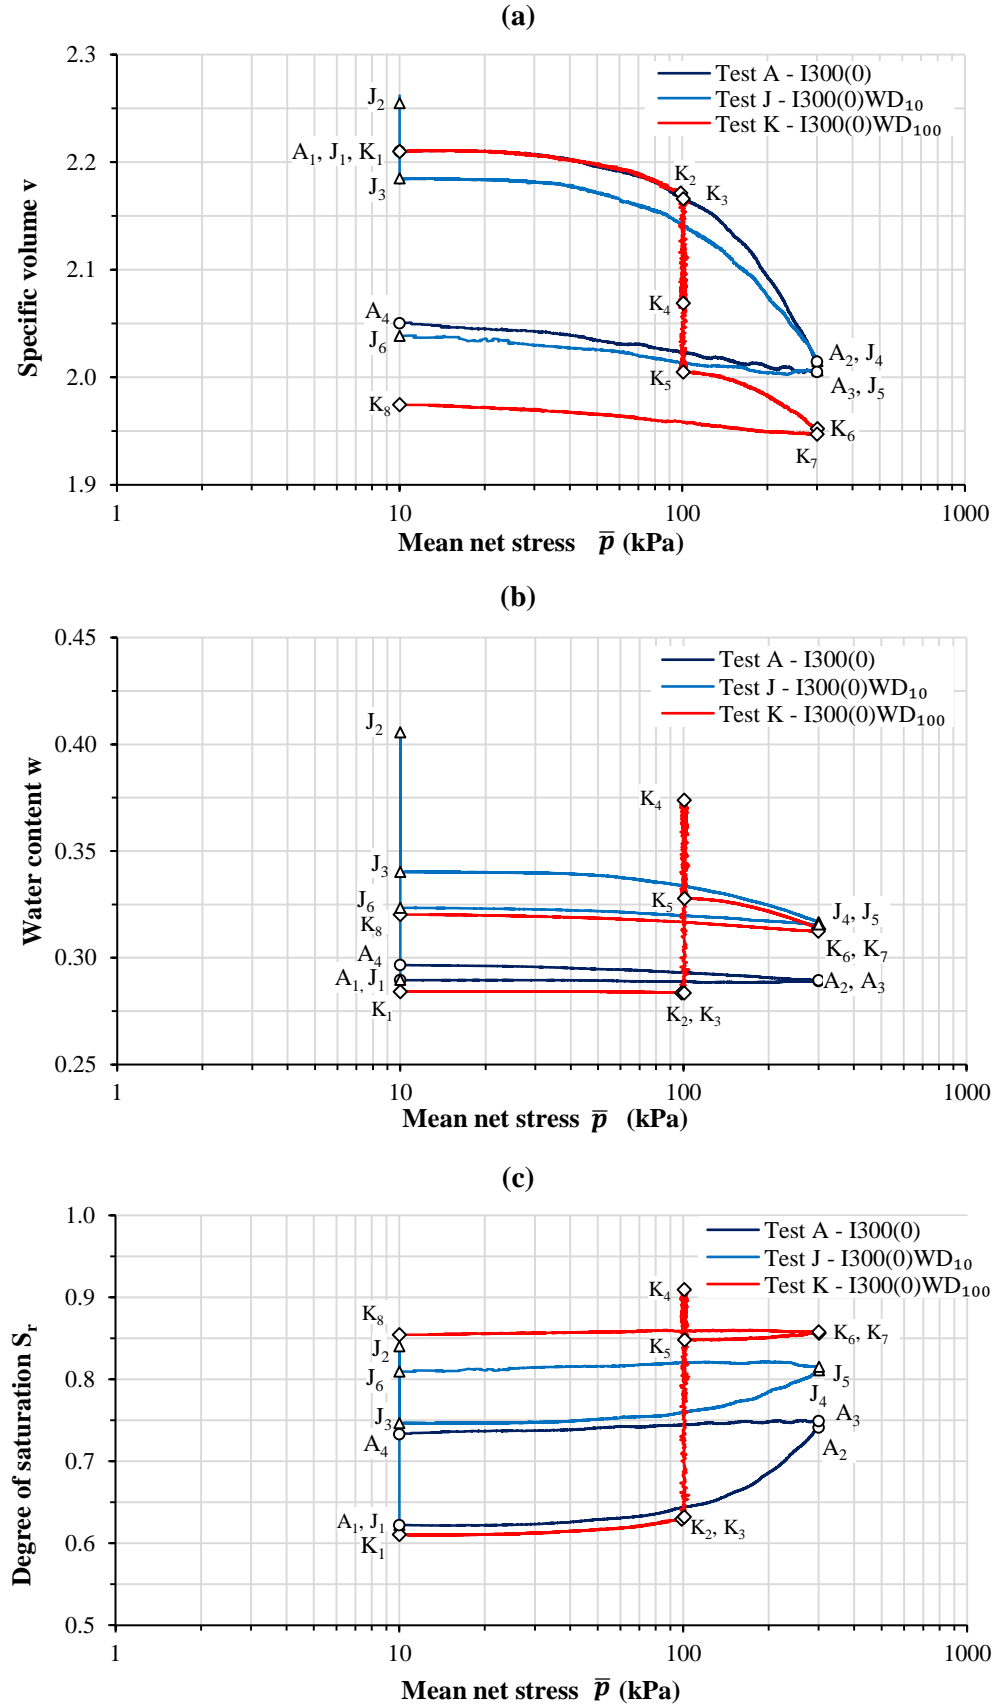 (a)
2.3
2.2
2.1
2.0
1.9
Specific volume v
Test A - I300(0)
Test J - I300(0)WD₁₀
Test K - I300(0)WD₁₀₀
J₂
A₁, J₁, K₁
J₃
K₂
K₃
A₄
J₆
K₄
A₂, J₄
K₅
A₃, J₅
K₈
K₆
K₇
1
10
100
1000
Mean net stress p̅ (kPa)
(b)
0.45
0.40
0.35
0.30
0.25
Water content w
Test A - I300(0)
Test J - I300(0)WD₁₀
Test K - I300(0)WD₁₀₀
J₂
K₄
J₃
J₆
K₅
J₄, J₅
K₈
K₆, K₇
A₄
A₁, J₁
A₂, A₃
K₁
K₂, K₃
1
10
100
1000
Mean net stress p̅ (kPa)
(c)
1.0
0.9
0.8
0.7
0.6
0.5
Degree of saturation Sᵣ
Test A - I300(0)
Test J - I300(0)WD₁₀
Test K - I300(0)WD₁₀₀
K₄
K₈
K₆, K₇
J₂
K₅
J₆
J₅
J₄
J₃
A₃
A₄
A₂
A₁, J₁
K₂, K₃
K₁
1
10
100
1000
Mean net stress p̅ (kPa)